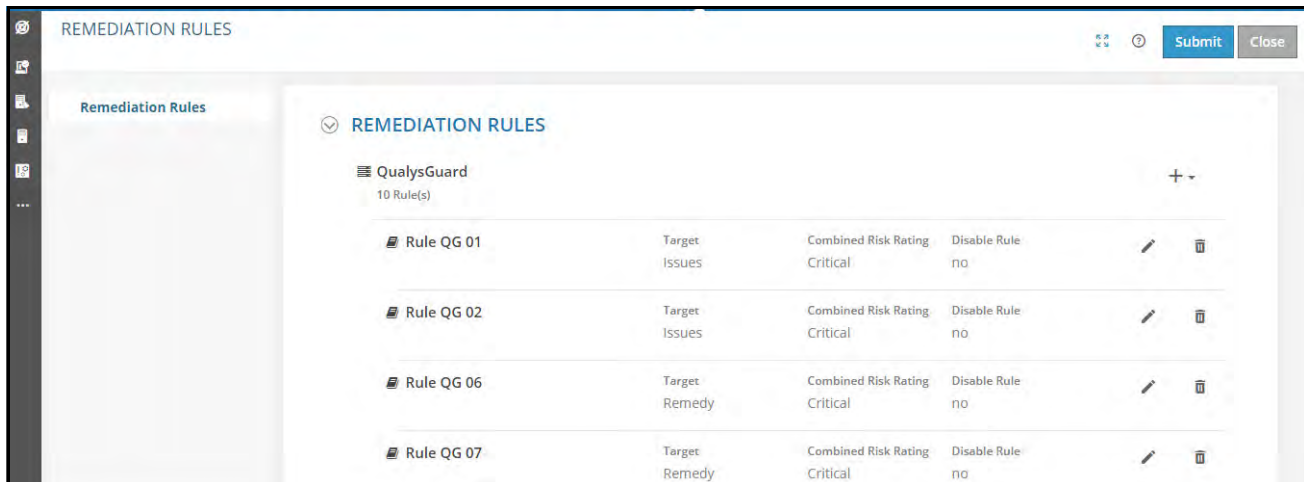 REMEDIATION RULES
Submit
Close
Remediation Rules
REMEDIATION RULES
QualysGuard
10 Rule(s)
Rule QG 01 Target Combined Risk Rating Disable Rule
Issues Critical no
Rule QG 02 Target Combined Risk Rating Disable Rule
Issues Critical no
Rule QG 06 Target Combined Risk Rating Disable Rule
Remedy Critical no
Rule QG 07 Target Combined Risk Rating Disable Rule
Remedy Critical no